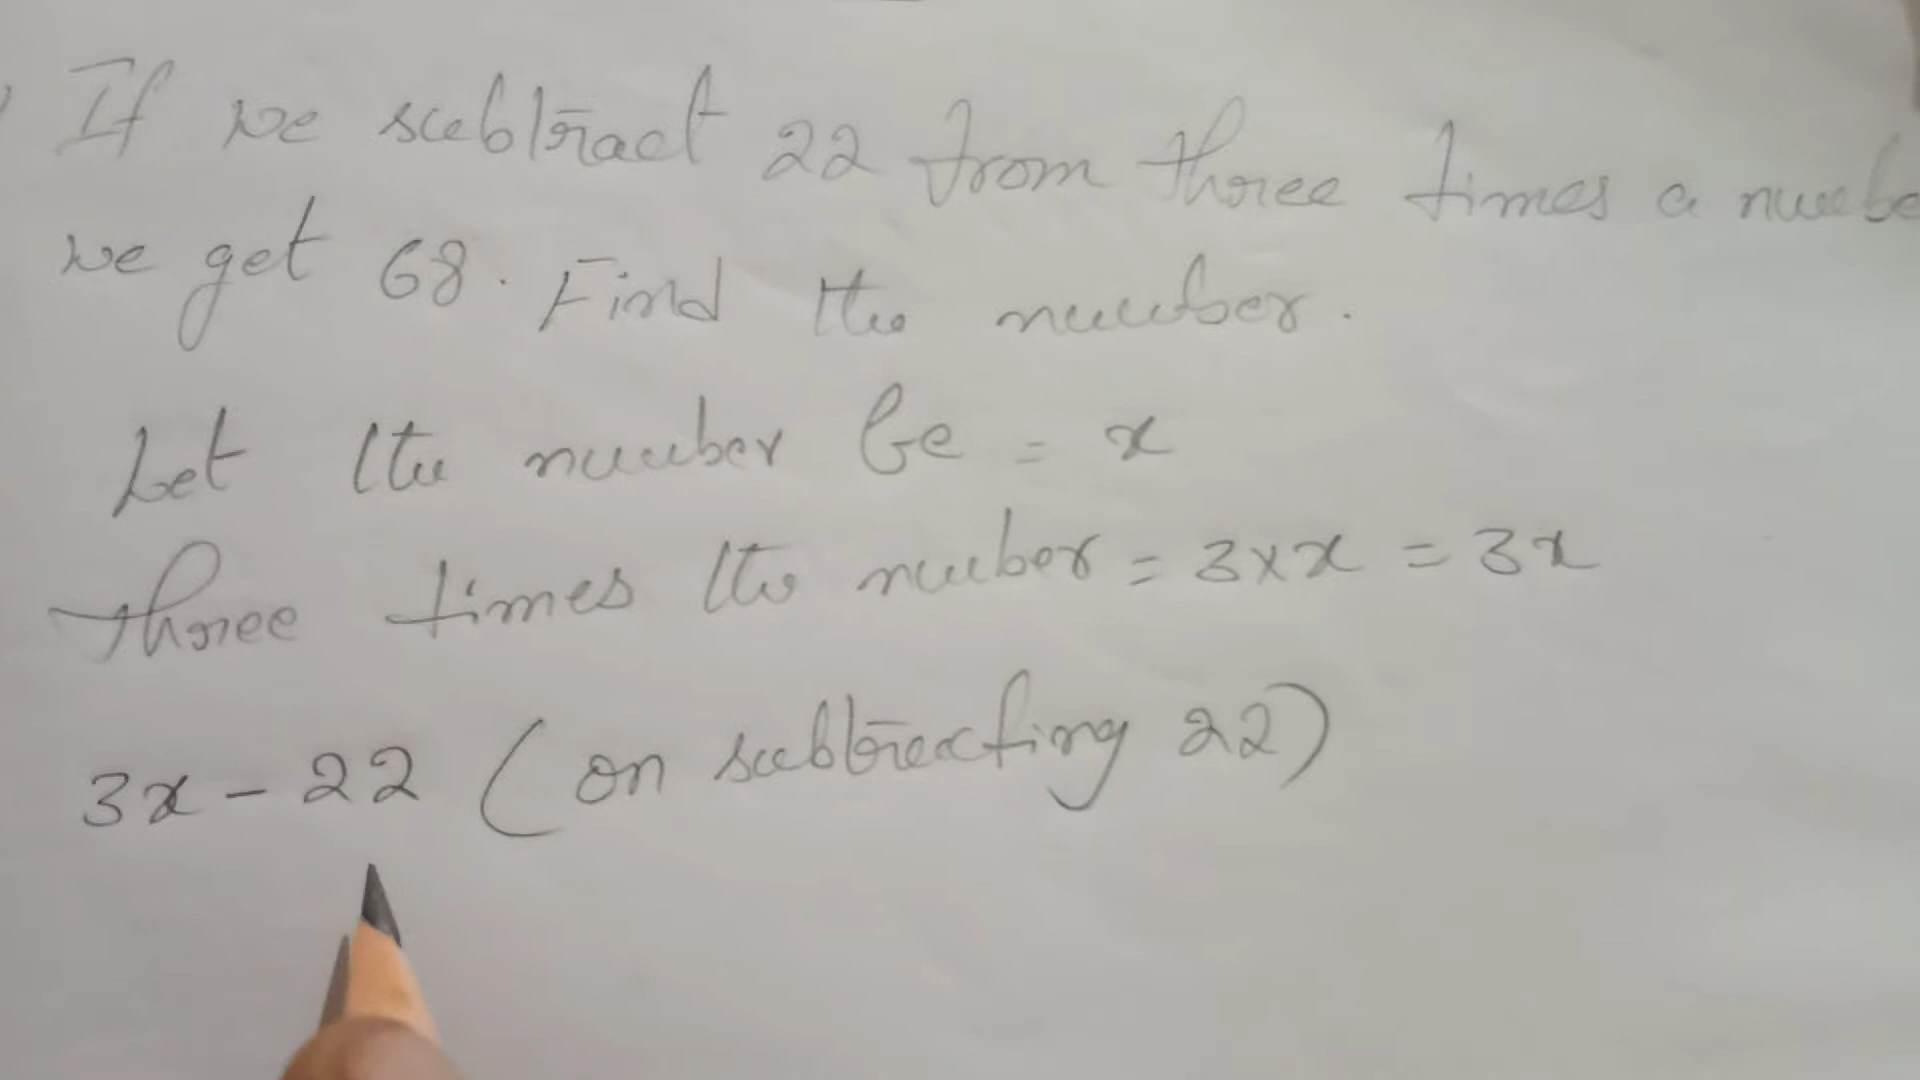 If we subtract 22 from three times a numbe
we get 68. Find the number.
Let the number be = x
three times the number = 3×x = 3x
3x - 22 (on subtracting 22)